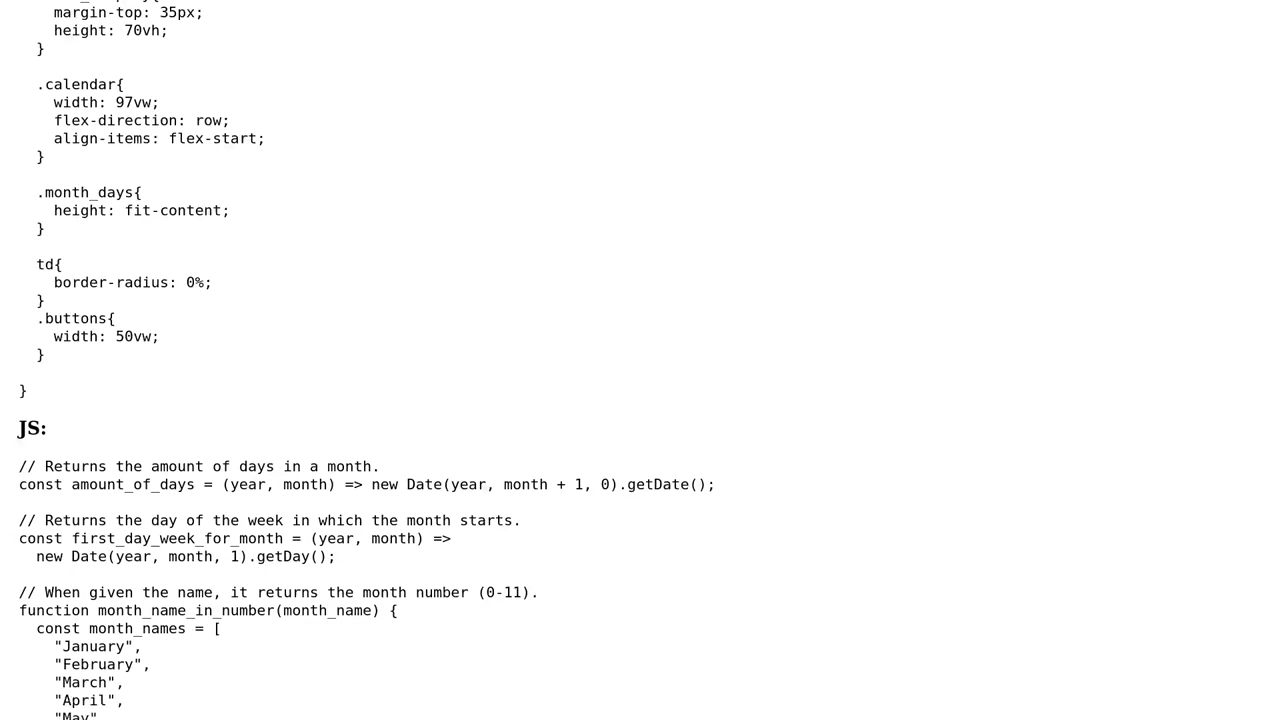 margin-top: 35px;
height: 70vh;
}
.calendar{
width: 97vw;
flex-direction: row;
align-items: flex-start;
}
.month_days{
height: fit-content;
}
td{
border-radius: 0%;
}
.buttons{
width: 50vw;
}
}
JS:
// Returns the amount of days in a month.
const amount_of_days = (year, month) => new Date(year, month + 1, 0).getDate();
// Returns the day of the week in which the month starts.
const first_day_week_for_month = (year, month) =>
new Date(year, month, 1).getDay();
// When given the name, it returns the month number (0-11).
function month_name_in_number(month_name) {
const month_names = [
"January",
"February",
"March",
"April",
"May"